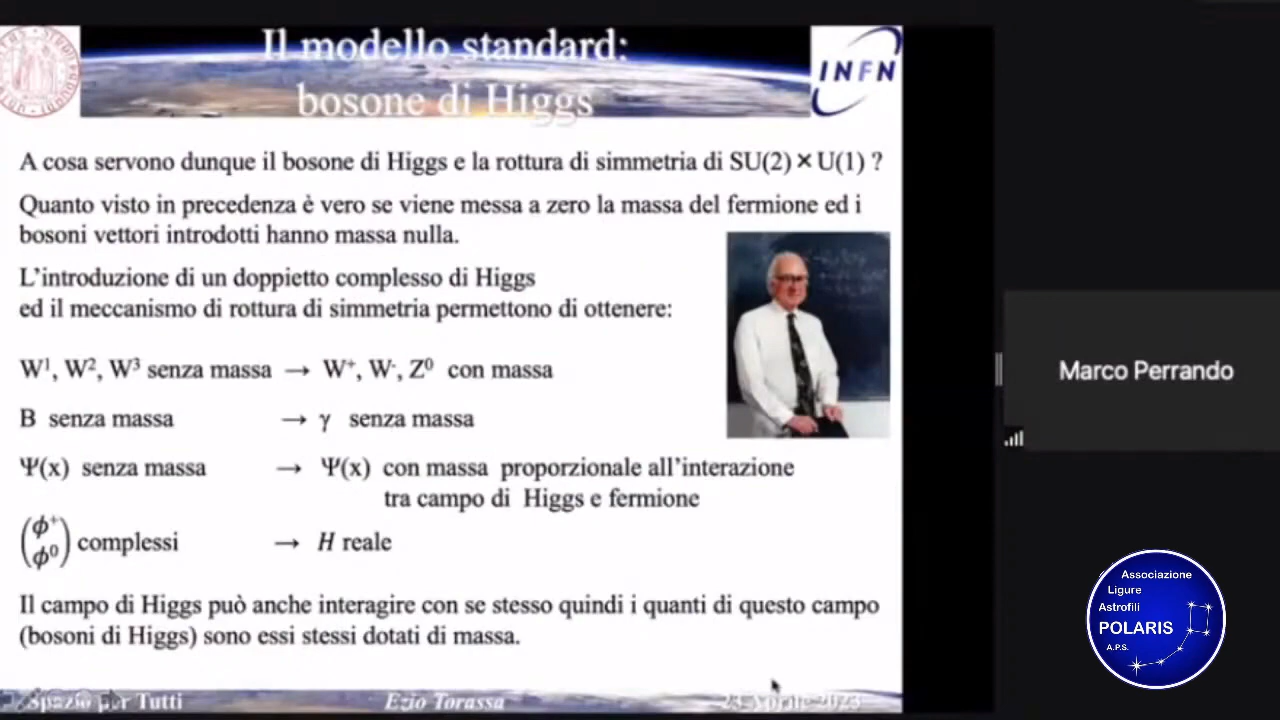 Il modello standard:
bosone di Higgs
INFN
A cosa servono dunque il bosone di Higgs e la rottura di simmetria di SU(2) × U(1) ?
Quanto visto in precedenza è vero se viene messa a zero la massa del fermione ed i
bosoni vettori introdotti hanno massa nulla.
L'introduzione di un doppietto complesso di Higgs
ed il meccanismo di rottura di simmetria permettono di ottenere:
W¹, W², W³ senza massa → W⁺, W⁻, Z⁰ con massa
B senza massa → γ senza massa
Ψ(x) senza massa → Ψ(x) con massa proporzionale all'interazione
tra campo di Higgs e fermione
(ϕ⁺ ϕ⁰) complessi → H reale
Il campo di Higgs può anche interagire con se stesso quindi i quanti di questo campo
(bosoni di Higgs) sono essi stessi dotati di massa.
Spazio per Tutti Ezio Torassa 23 Aprile 2023
Marco Perrando
Associazione
Ligure
Astrofili
POLARIS
A.P.S.